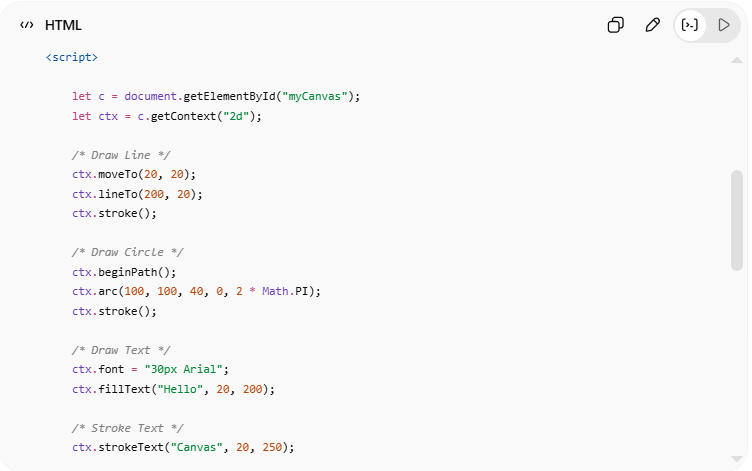 HTML
<script>
let c = document.getElementById("myCanvas");
let ctx = c.getContext("2d");
/* Draw Line */
ctx.moveTo(20, 20);
ctx.lineTo(200, 20);
ctx.stroke();
/* Draw Circle */
ctx.beginPath();
ctx.arc(100, 100, 40, 0, 2 * Math.PI);
ctx.stroke();
/* Draw Text */
ctx.font = "30px Arial";
ctx.fillText("Hello", 20, 200);
/* Stroke Text */
ctx.strokeText("Canvas", 20, 250);